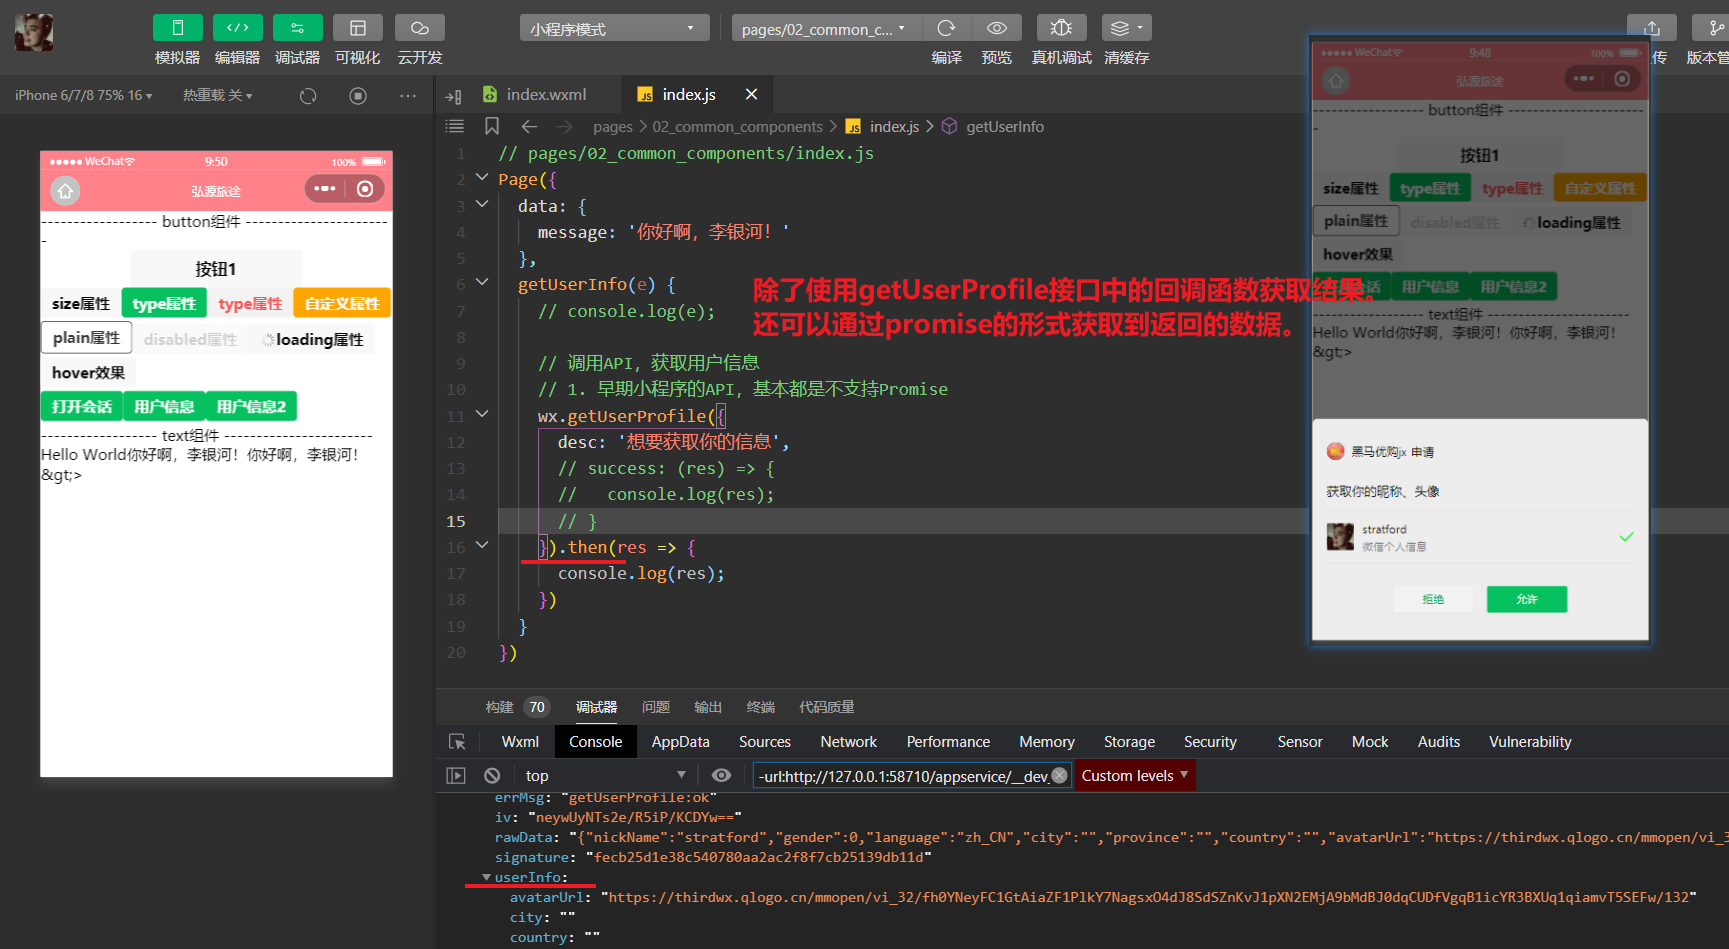 模拟器 编辑器 调试器 可视化 云开发
小程序模式
pages/02_common_c...
编译 预览 真机调试 清缓存
传 版本管
iPhone 6/7/8 75% 16 热重载 关
index.wxml index.js
pages > 02_common_components > index.js > getUserInfo
WeChat 9:50 100%
弘源旅途
----------------- button组件 ---------------------
-
按钮1
size属性 type属性 type属性 自定义属性
plain属性 disabled属性 loading属性
hover效果
打开会话 用户信息 用户信息2
----------------- text组件 ----------------------
Hello World你好啊，李银河！你好啊，李银河！
&gt;>
1 // pages/02_common_components/index.js
2 Page({
3 data: {
4 message: '你好啊，李银河！'
5 },
6 getUserInfo(e) {
7 // console.log(e);
8
9 // 调用API，获取用户信息
10 // 1. 早期小程序的API，基本都是不支持Promise
11 wx.getUserProfile({
12 desc: '想要获取你的信息',
13 // success: (res) => {
14 // console.log(res);
15 // }
16 }).then(res => {
17 console.log(res);
18 })
19 }
20 })
除了使用getUserProfile接口中的回调函数获取结果。
还可以通过promise的形式获取到返回的数据。
WeChat 9:48 100%
弘源旅途
----------------- button组件 ---------------------
-
按钮1
size属性 type属性 type属性 自定义属性
plain属性 disabled属性 loading属性
hover效果
话 用户信息 用户信息2
text组件 ----------------------
Hello World你好啊，李银河！你好啊，李银河！
&gt;>
黑马优购jx 申请
获取你的昵称、头像
stratford
微信个人信息
拒绝 允许
构建 70 调试器 问题 输出 终端 代码质量
Wxml Console AppData Sources Network Performance Memory Storage Security Sensor Mock Audits Vulnerability
top -url:http://127.0.0.1:58710/appservice/__dev_ Custom levels
errMsg: "getUserProfile:ok"
iv: "neywUyNTs2e/R5iP/KCDYw=="
rawData: "{"nickName":"stratford","gender":0,"language":"zh_CN","city":"","province":"","country":"","avatarUrl":"https://thirdwx.qlogo.cn/mmopen/vi_3
signature: "fecb25d1e38c540780aa2ac2f8f7cb25139db11d"
userInfo:
avatarUrl: "https://thirdwx.qlogo.cn/mmopen/vi_32/fh0YNeyFC1GtAiaZF1PlkY7NagsxO4dJ8SdSZnKvJ1pXN2EMjA9bMdBJ0dqCUDfVgqB1icYR3BXUq1qiamvT5SEFw/132"
city: ""
country: ""